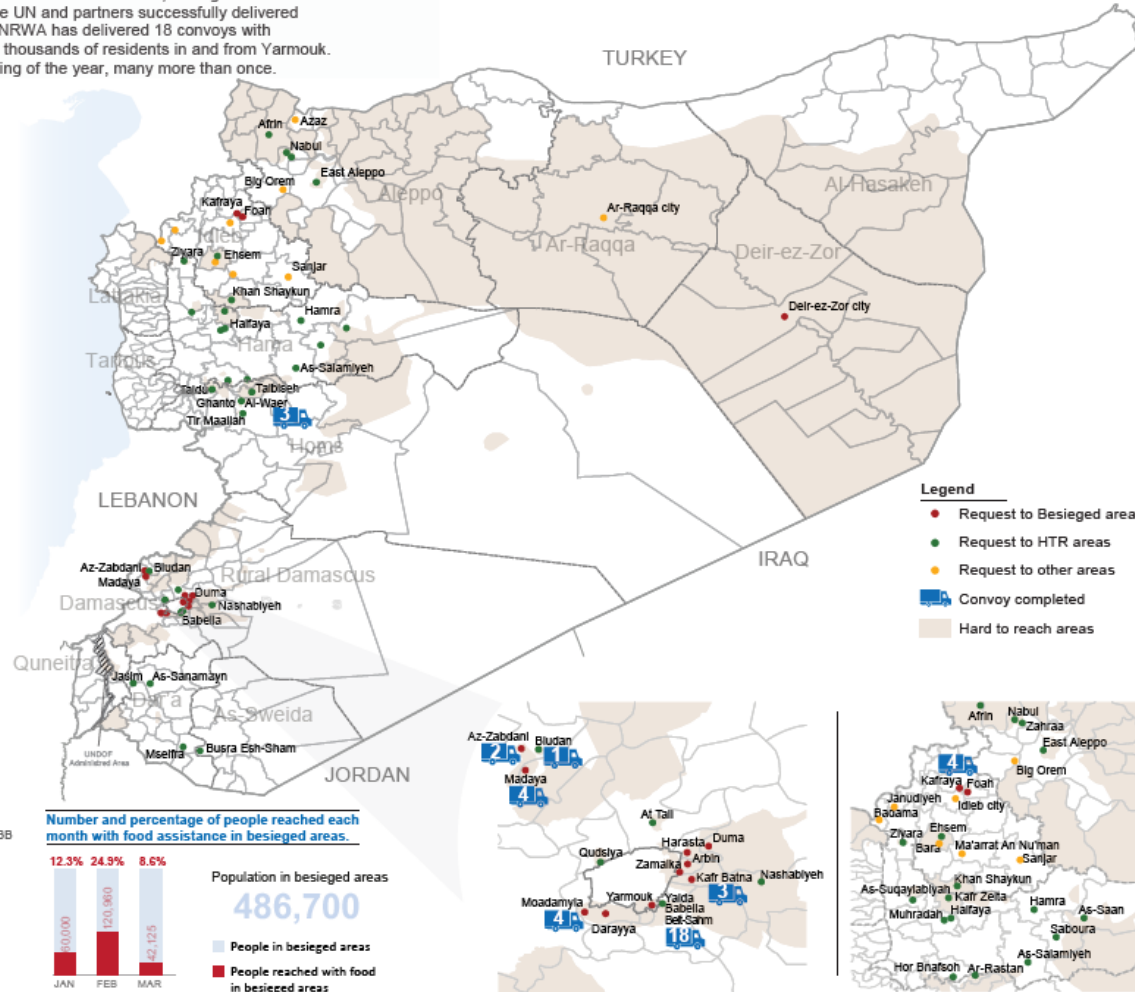 e UN and partners successfully delivered
NRWA has delivered 18 convoys with
thousands of residents in and from Yarmouk.
ing of the year, many more than once.
TURKEY
Afrin
Azaz
Nabul
East Aleppo
Big Orem
Aleppo
Kafraya
Foah
Idleb
Ziyara
Ehsem
Sanjar
Khan Shaykun
Lattakia
Hamra
Halfaya
Hama
Tartous
As-Salamiyeh
Taldu
Talbiseh
Ghanto
Al-Waer
Tir Maallah
3
Homs
Ar-Raqqa city
Ar-Raqqa
Al-Hasakeh
Deir-ez-Zor
Deir-ez-Zor city
LEBANON
IRAQ
Az-Zabdani
Bludan
Madaya
Rural Damascus
Duma
Damascus
Nashabiyeh
Babella
Quneitra
Jasim
As-Sanamayn
Dar'a
As-Sweida
UNDOF
Administred Area
Mseifra
Busra Esh-Sham
JORDAN
Legend
Request to Besieged area
Request to HTR areas
Request to other areas
Convoy completed
Hard to reach areas
BB
Number and percentage of people reached each
month with food assistance in besieged areas.
12.3% 24.9% 8.6%
60,000
120,960
42,125
JAN FEB MAR
Population in besieged areas
486,700
People in besieged areas
People reached with food
in besieged areas
Az-Zabdani
Bludan
2
1
Madaya
4
At Tall
Harasta
Duma
Qudsiya
Zamalka
Arbin
Kafr Batna
Nashabiyeh
3
Yarmouk
Yalda
Babella
Beit-Sahm
18
Moadamyia
4
Darayya
Afrin
Nabul
Zahraa
East Aleppo
4
Big Orem
Kafraya
Foah
Janudiyeh
Idleb city
Badama
Ziyara
Ehsem
Bara
Ma'arrat An Nu'man
Sanjar
Khan Shaykun
As-Suqaylabiyah
Kafr Zeita
Hamra
As-Saan
Muhradah
Halfaya
Saboura
As-Salamiyeh
Hor Bnafsoh
Ar-Rastan